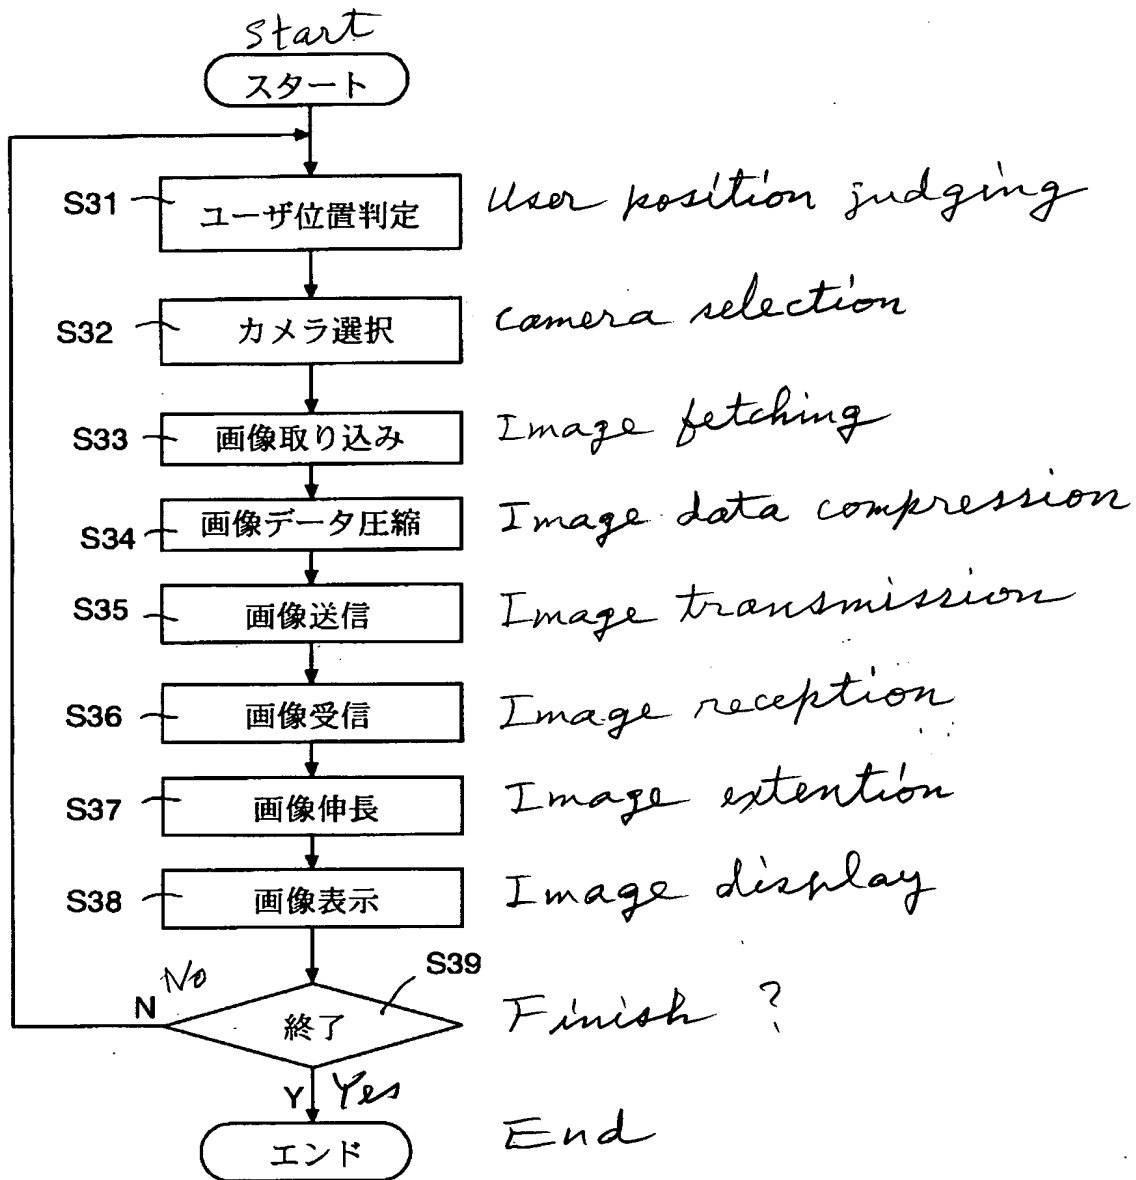 Start
スタート
S31 ユーザ位置判定 User position judging
S32 カメラ選択 camera selection
S33 画像取り込み Image fetching
S34 画像データ圧縮 Image data compression
S35 画像送信 Image transmission
S36 画像受信 Image reception
S37 画像伸長 Image extention
S38 画像表示 Image display
S39
N No 終了 Finish ?
Y Yes
エンド End